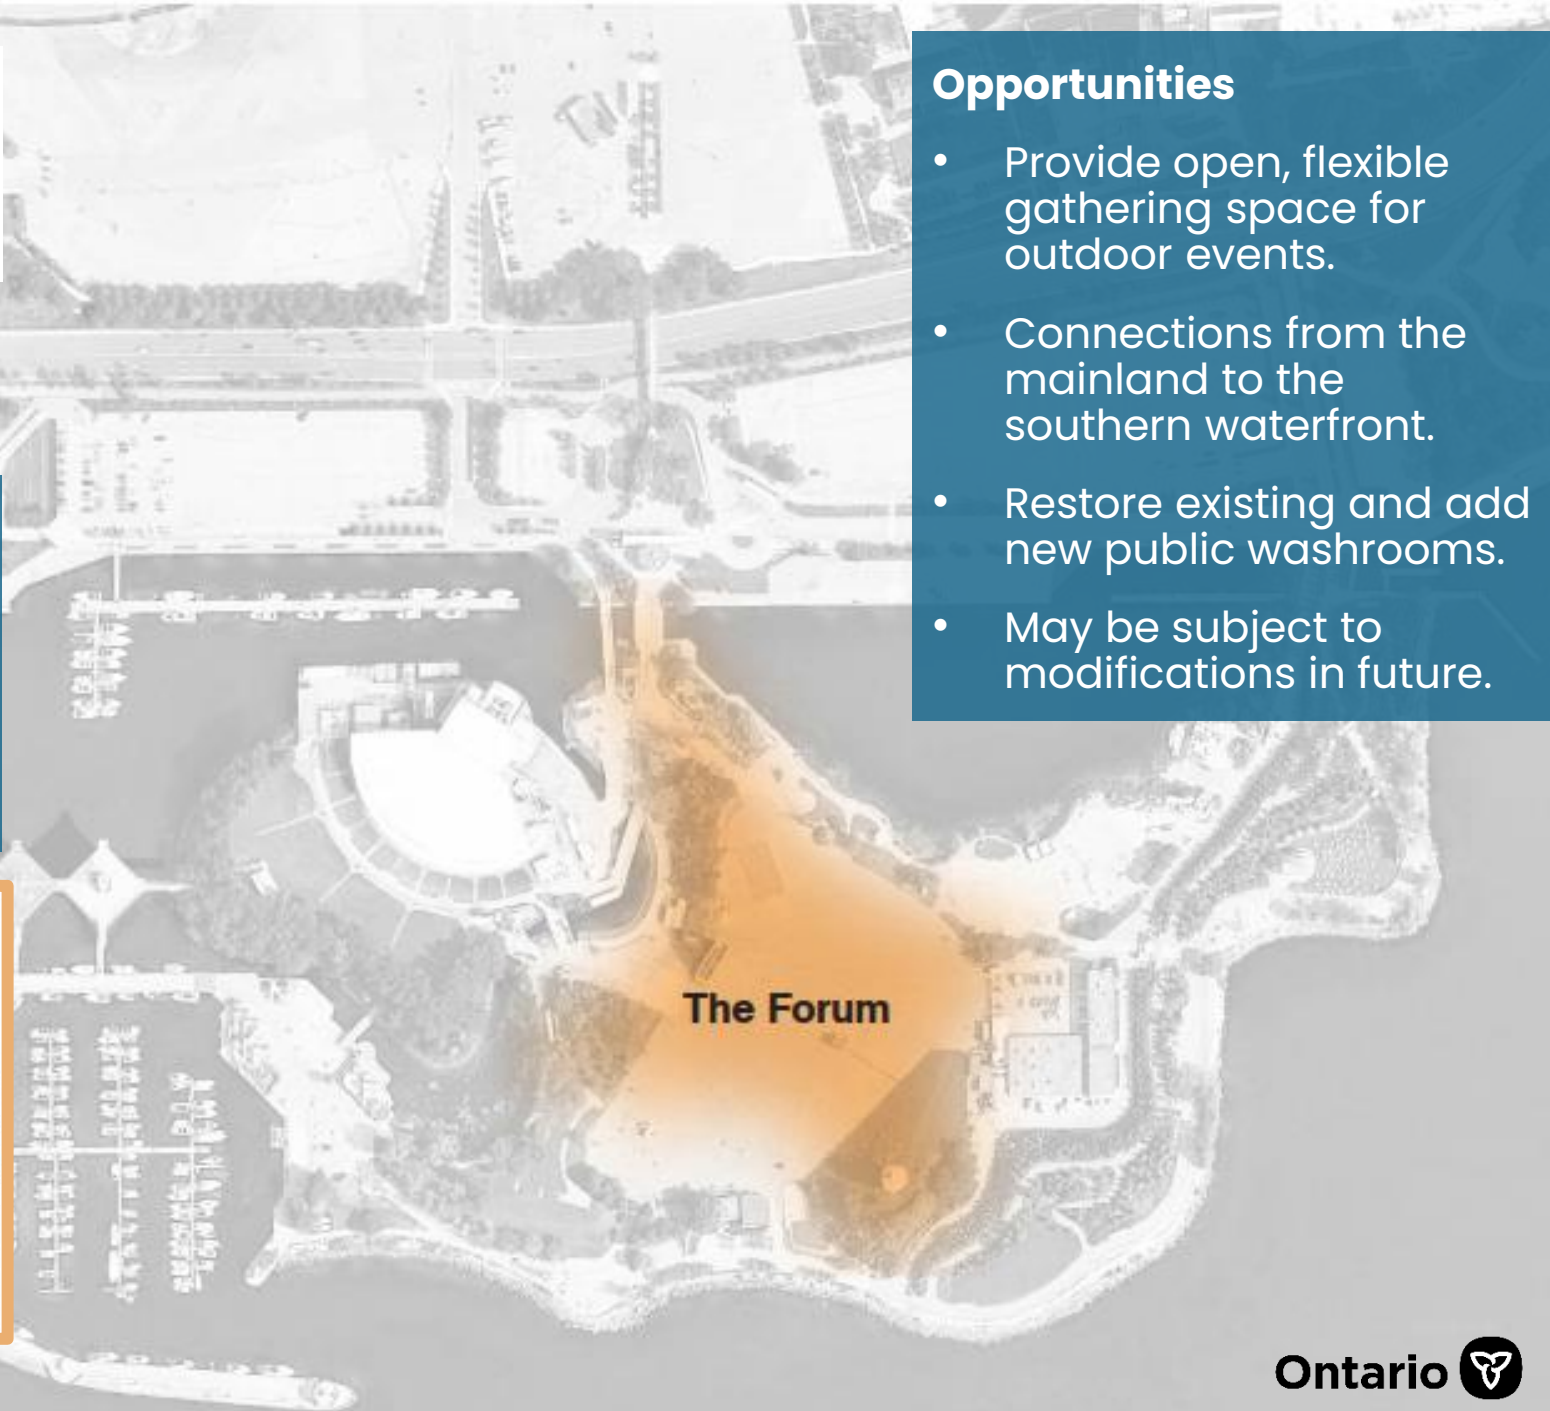 Opportunities
• Provide open, flexible
gathering space for
outdoor events.
• Connections from the
mainland to the
southern waterfront.
• Restore existing and add
new public washrooms.
• May be subject to
modifications in future.
The Forum
Ontario